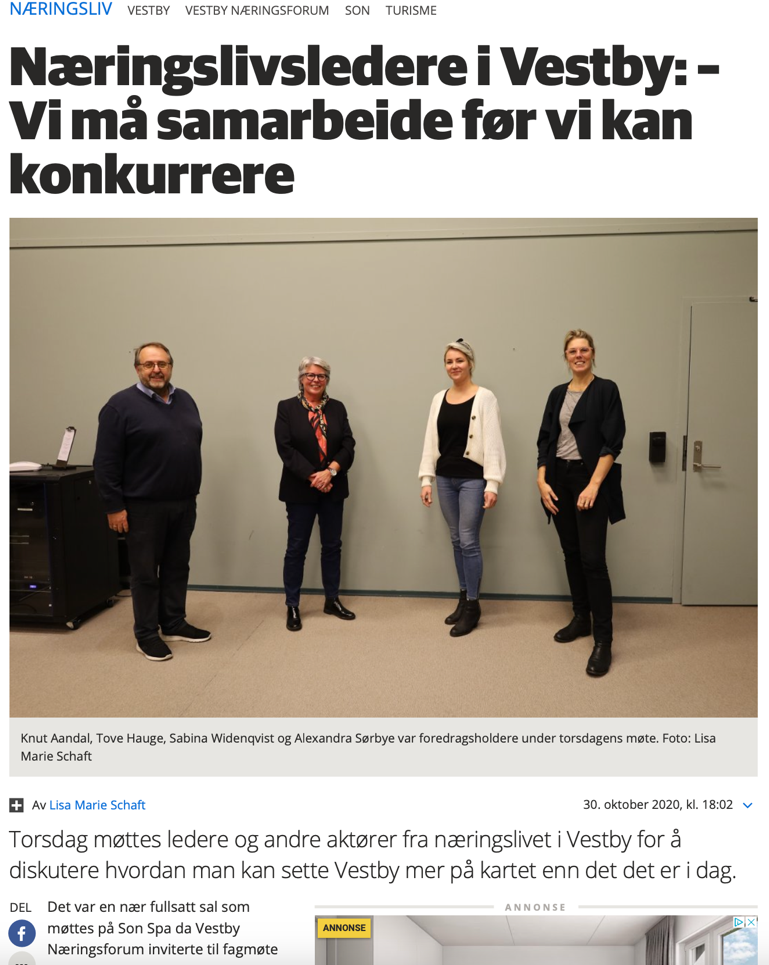 NÆRINGSLIV VESTBY VESTBY NÆRINGSFORUM SON TURISME
Næringslivsledere i Vestby: –
Vi må samarbeide før vi kan
konkurrere
Knut Aandal, Tove Hauge, Sabina Widenqvist og Alexandra Sørbye var foredragsholdere under torsdagens møte. Foto: Lisa
Marie Schaft
Av Lisa Marie Schaft
30. oktober 2020, kl. 18:02
Torsdag møttes ledere og andre aktører fra næringslivet i Vestby for å
diskutere hvordan man kan sette Vestby mer på kartet enn det det er i dag.
DEL
Det var en nær fullsatt sal som
møttes på Son Spa da Vestby
Næringsforum inviterte til fagmøte
ANNONSE
ANNONSE